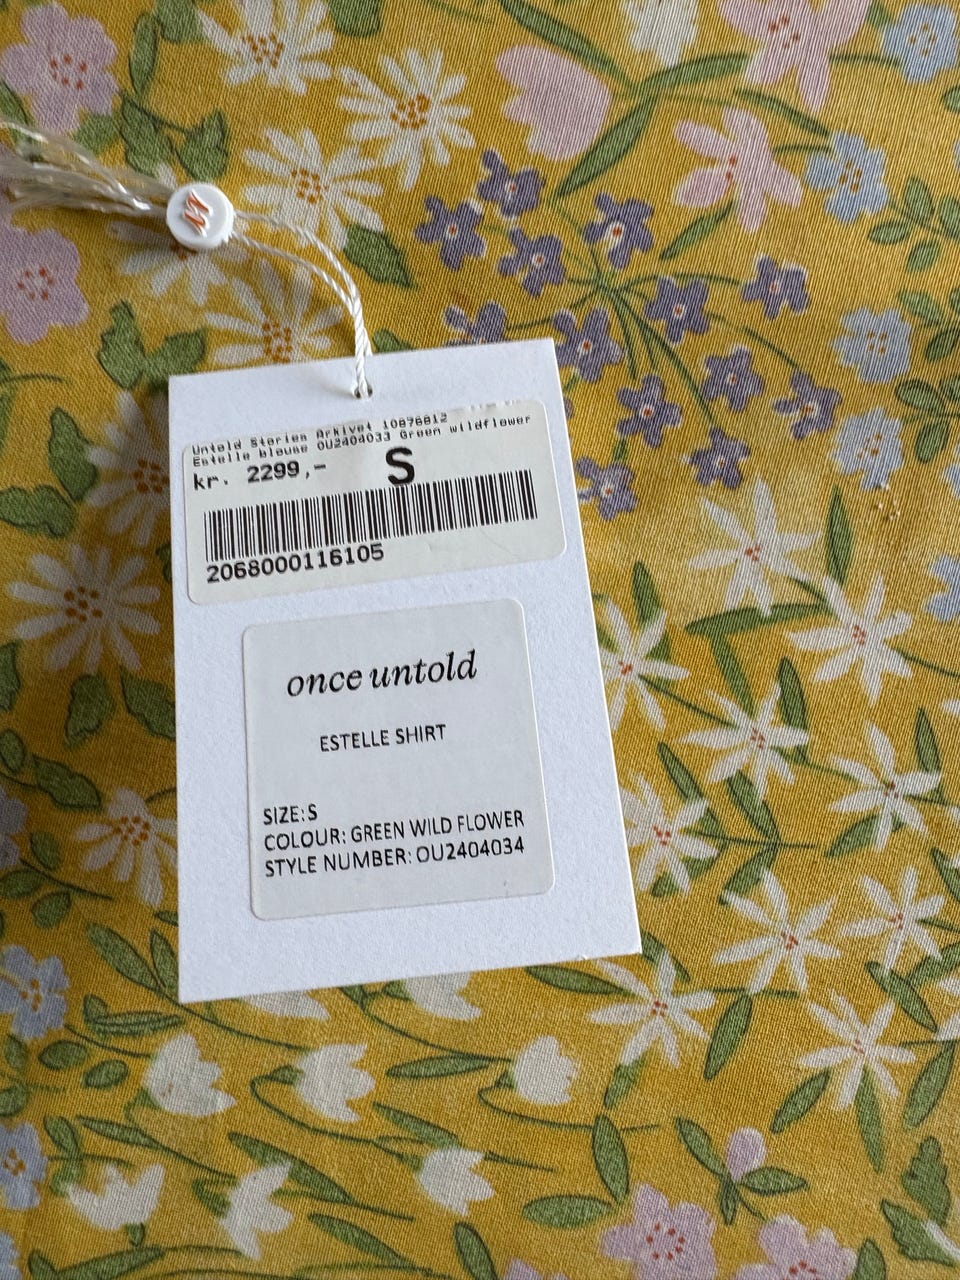 Untold Stories Arkivet 10876812
Estelle blouse OU2404033 Green wildflower
kr. 2299,- S
2068000116105
once untold
ESTELLE SHIRT
SIZE: S
COLOUR: GREEN WILD FLOWER
STYLE NUMBER: OU2404034